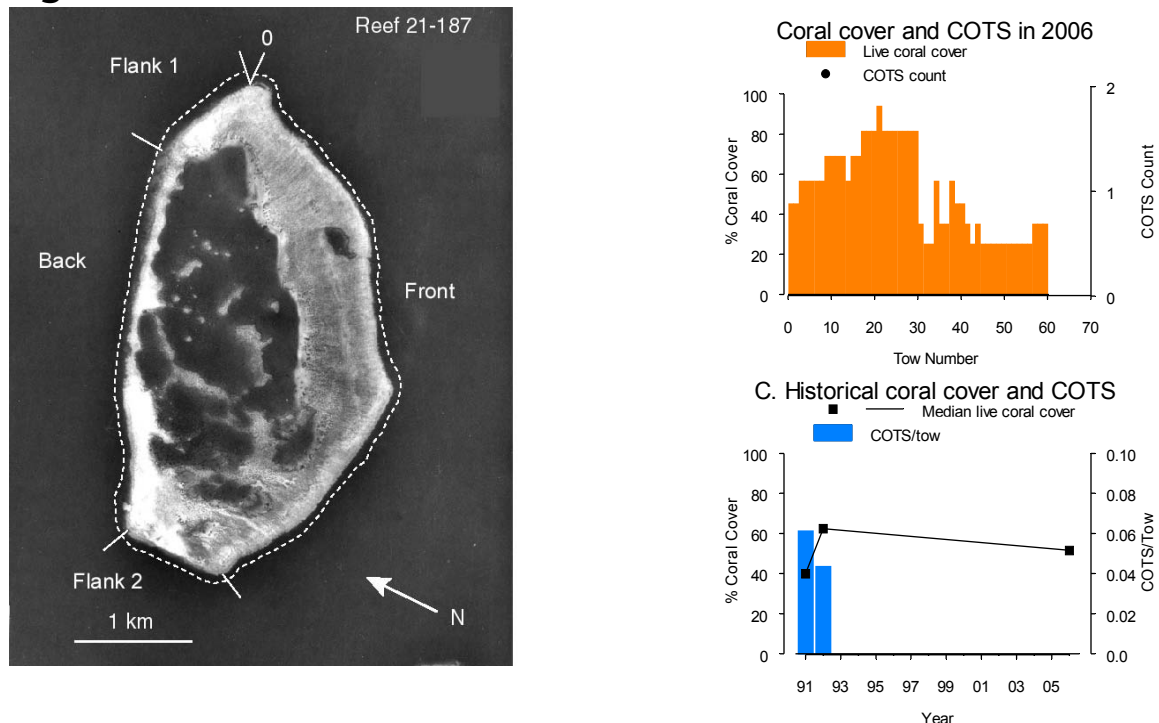 Reef 21-187
0
Flank 1
Back
Front
Flank 2
N
1 km
Coral cover and COTS in 2006
Live coral cover
COTS count
100
80
60
40
20
0
% Coral Cover
2
1
0
COTS Count
0 10 20 30 40 50 60 70
Tow Number
C. Historical coral cover and COTS
Median live coral cover
COTS/tow
100
80
60
40
20
0
% Coral Cover
0.10
0.08
0.06
0.04
0.02
0.0
COTS/Tow
91 93 95 97 99 01 03 05
Year